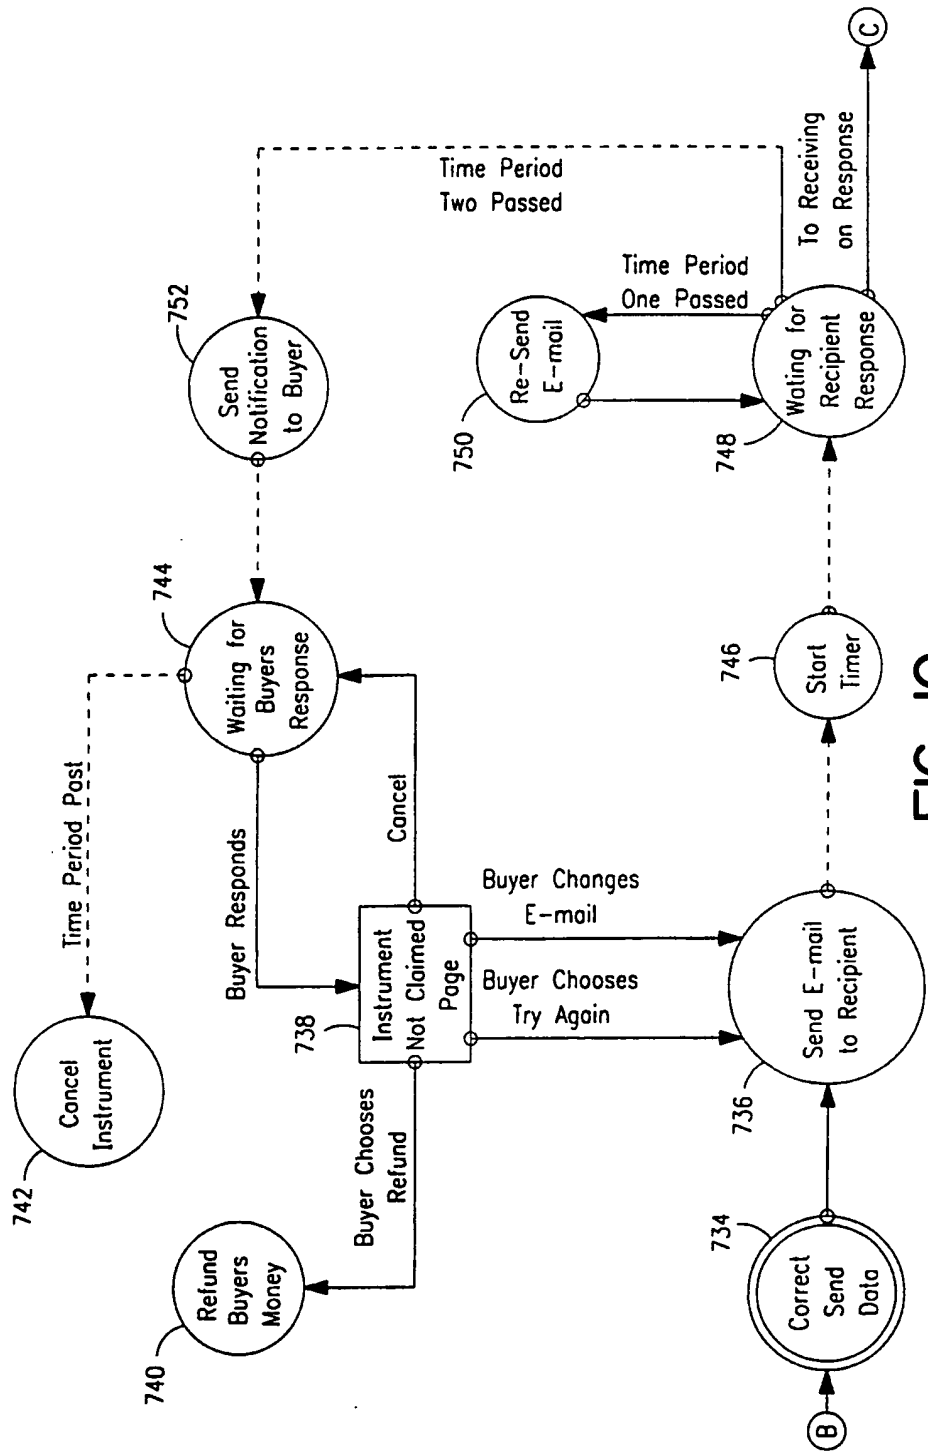 742
Cancel
Instrument
Time Period Past
740
Refund
Buyers
Money
Buyer Chooses
Refund
Buyer Responds
744
Waiting for
Buyers
Response
752
Send
Notification
to Buyer
738
Instrument
Not Claimed
Page
Cancel
Time Period
Two Passed
Buyer Chooses
Try Again
Buyer Changes
E-mail
750
Re-Send
E-mail
Time Period
One Passed
B
734
Correct
Send
Data
736
Send E-mail
to Recipient
746
Start
Timer
748
Wating for
Recipient
Response
To Receiving
on Response
C
FIG.